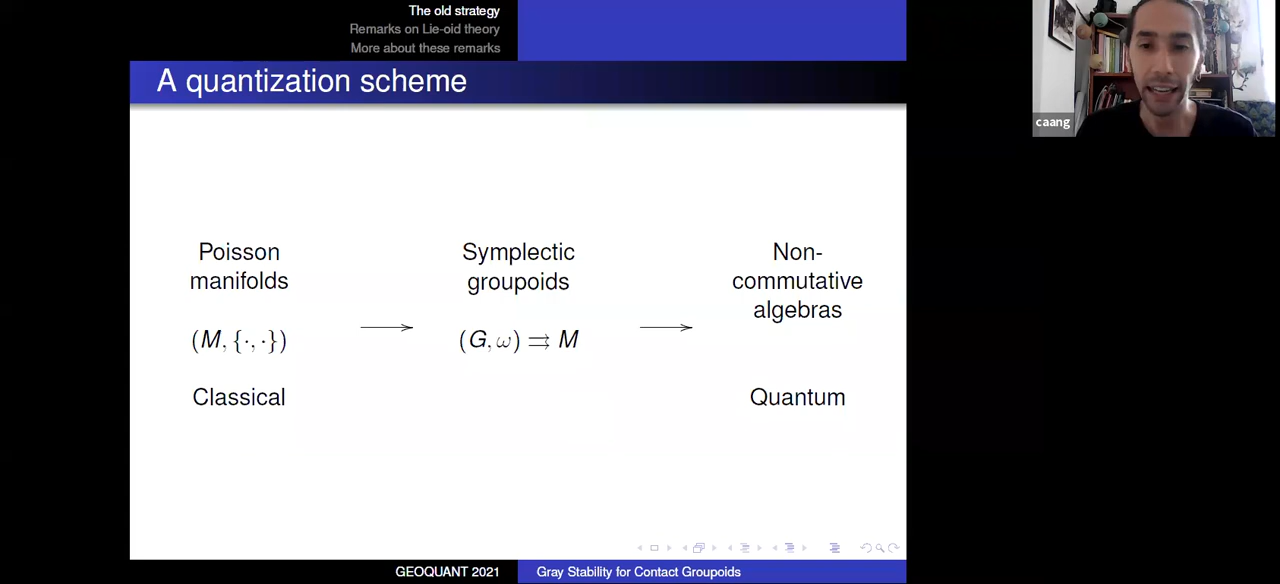 The old strategy
Remarks on Lie-oid theory
More about these remarks
A quantization scheme
Poisson
manifolds
(M, {·, ·})
Classical
Symplectic
groupoids
(G, ω) ⇉ M
Non-
commutative
algebras
Quantum
GEOQUANT 2021
Gray Stability for Contact Groupoids
caang